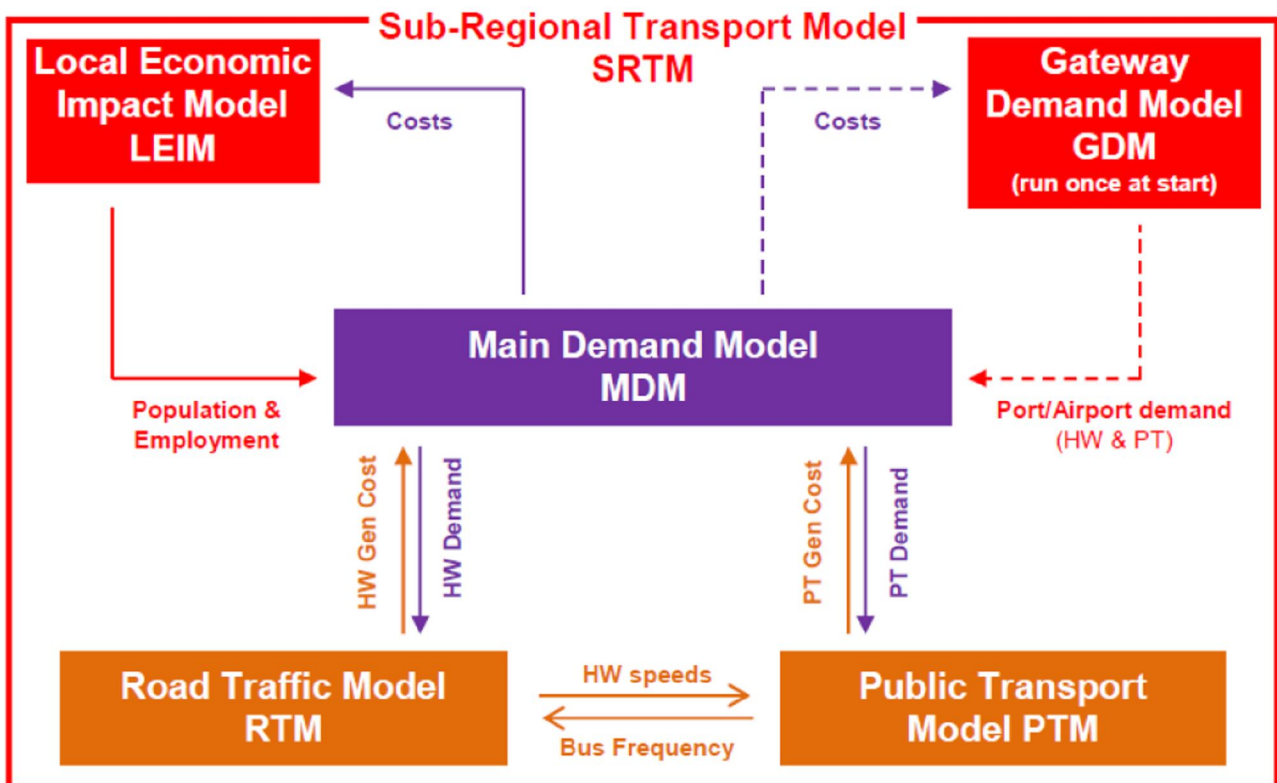 Sub-Regional Transport Model
SRTM
Local Economic
Impact Model
LEIM
Gateway
Demand Model
GDM
(run once at start)
Costs
Costs
Main Demand Model
MDM
Population &
Employment
Port/Airport demand
(HW & PT)
HW Gen Cost
HW Demand
PT Gen Cost
PT Demand
Road Traffic Model
RTM
HW speeds
Bus Frequency
Public Transport
Model PTM